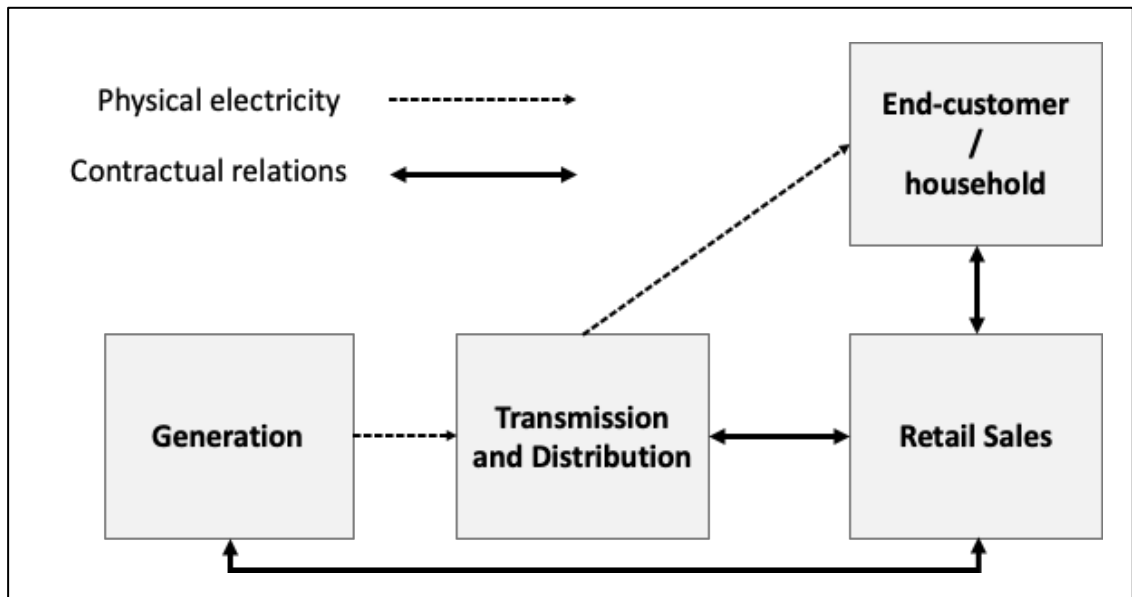 Physical electricity
Contractual relations
End-customer
/
household
Generation
Transmission
and Distribution
Retail Sales